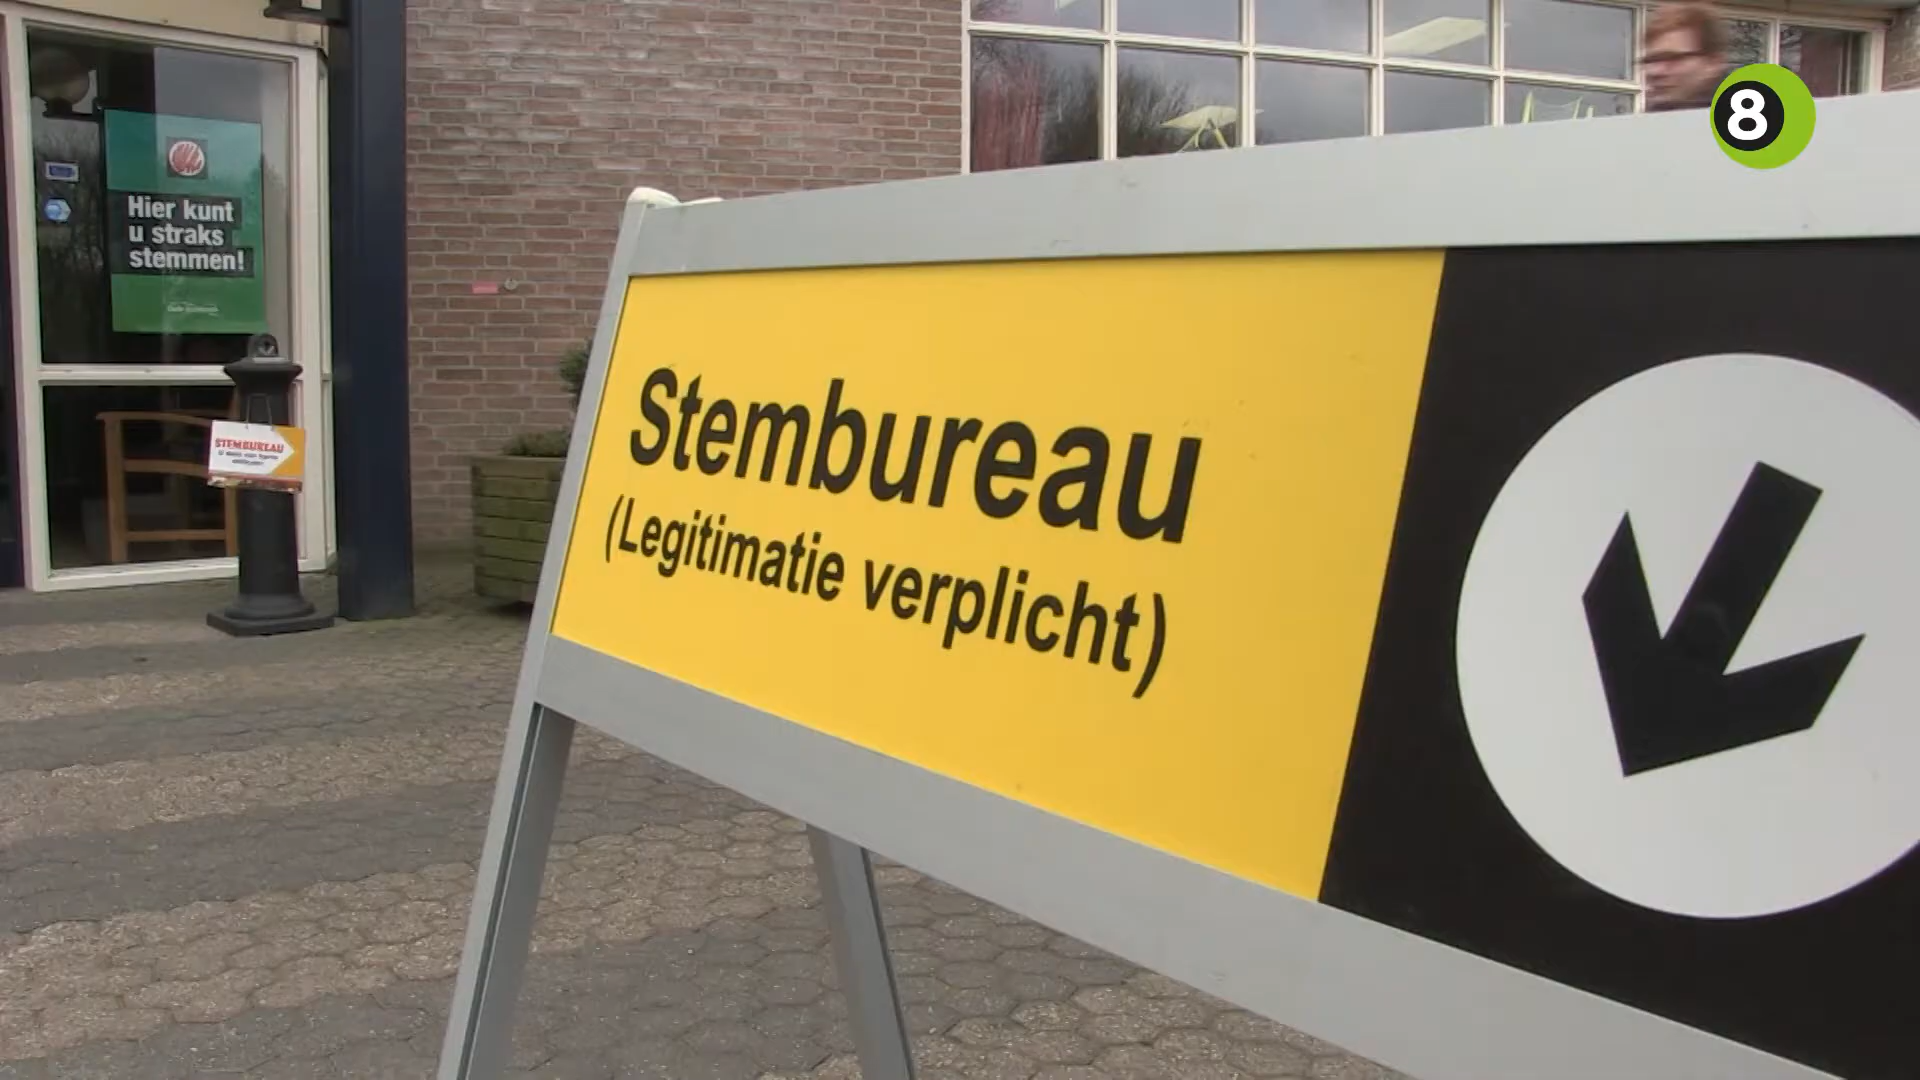 8
Hier kunt
u straks
stemmen!
STEMBUREAU
Stembureau
(Legitimatie verplicht)